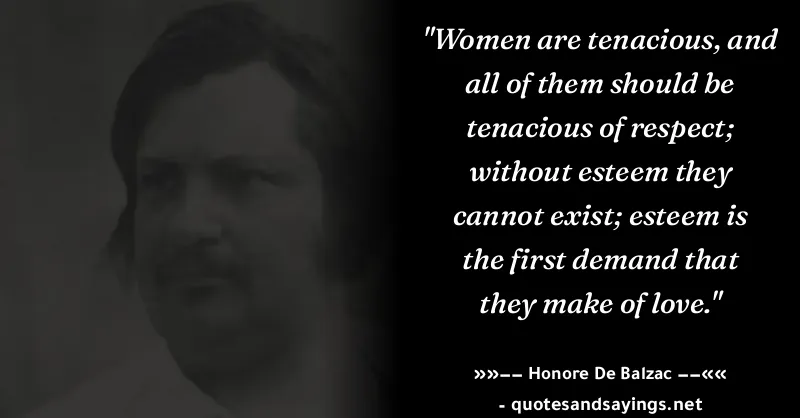 "Women are tenacious, and
all of them should be
tenacious of respect;
without esteem they
cannot exist; esteem is
the first demand that
they make of love."
»»–– Honore De Balzac ––««
- quotesandsayings.net